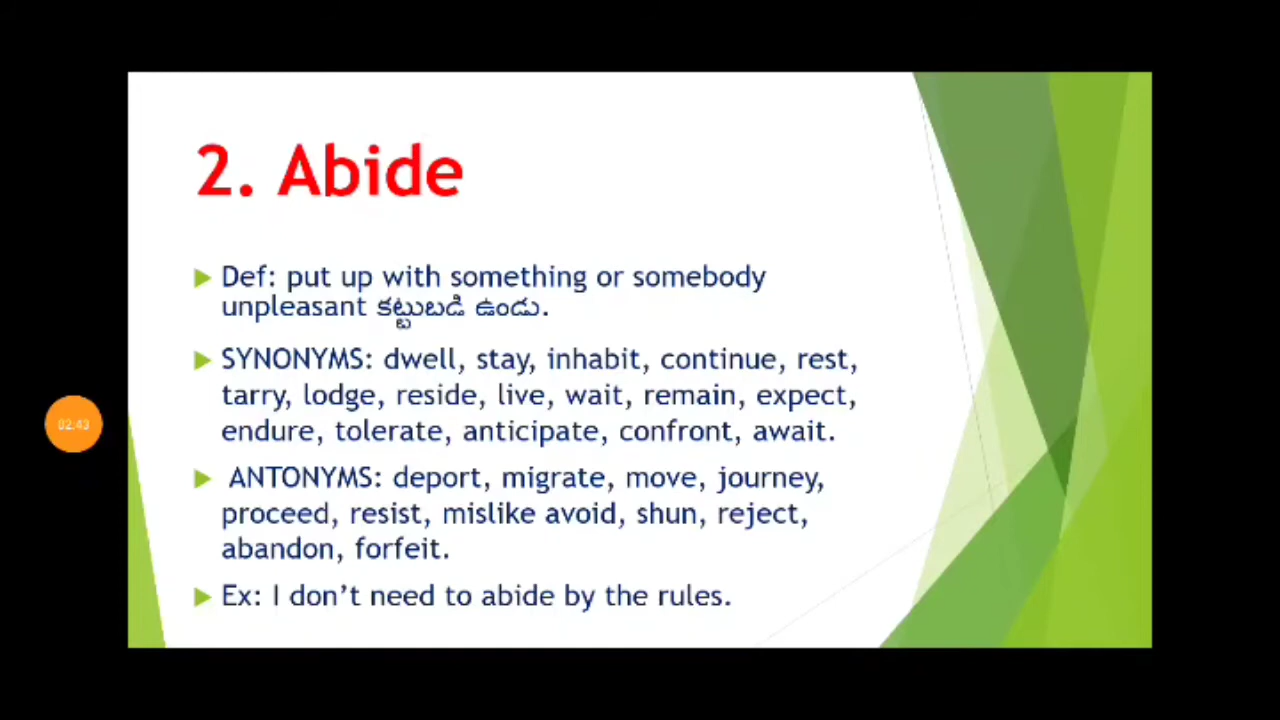 2. Abide
Def: put up with something or somebody
unpleasant కట్టుబడి ఉండు.
SYNONYMS: dwell, stay, inhabit, continue, rest,
tarry, lodge, reside, live, wait, remain, expect,
endure, tolerate, anticipate, confront, await.
02:43
ANTONYMS: deport, migrate, move, journey,
proceed, resist, mislike avoid, shun, reject,
abandon, forfeit.
Ex: I don’t need to abide by the rules.